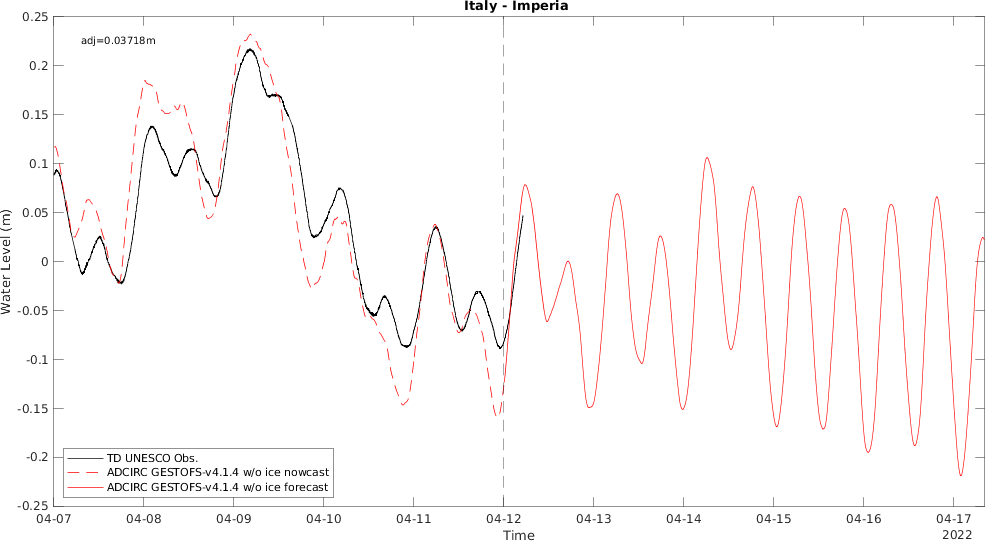 Italy - Imperia
adj=0.03718m
0.25
0.2
0.15
0.1
0.05
0
-0.05
-0.1
-0.15
-0.2
-0.25
Water Level (m)
TD UNESCO Obs.
ADCIRC GESTOFS-v4.1.4 w/o ice nowcast
ADCIRC GESTOFS-v4.1.4 w/o ice forecast
04-07 04-08 04-09 04-10 04-11 04-12 04-13 04-14 04-15 04-16 04-17
Time
2022